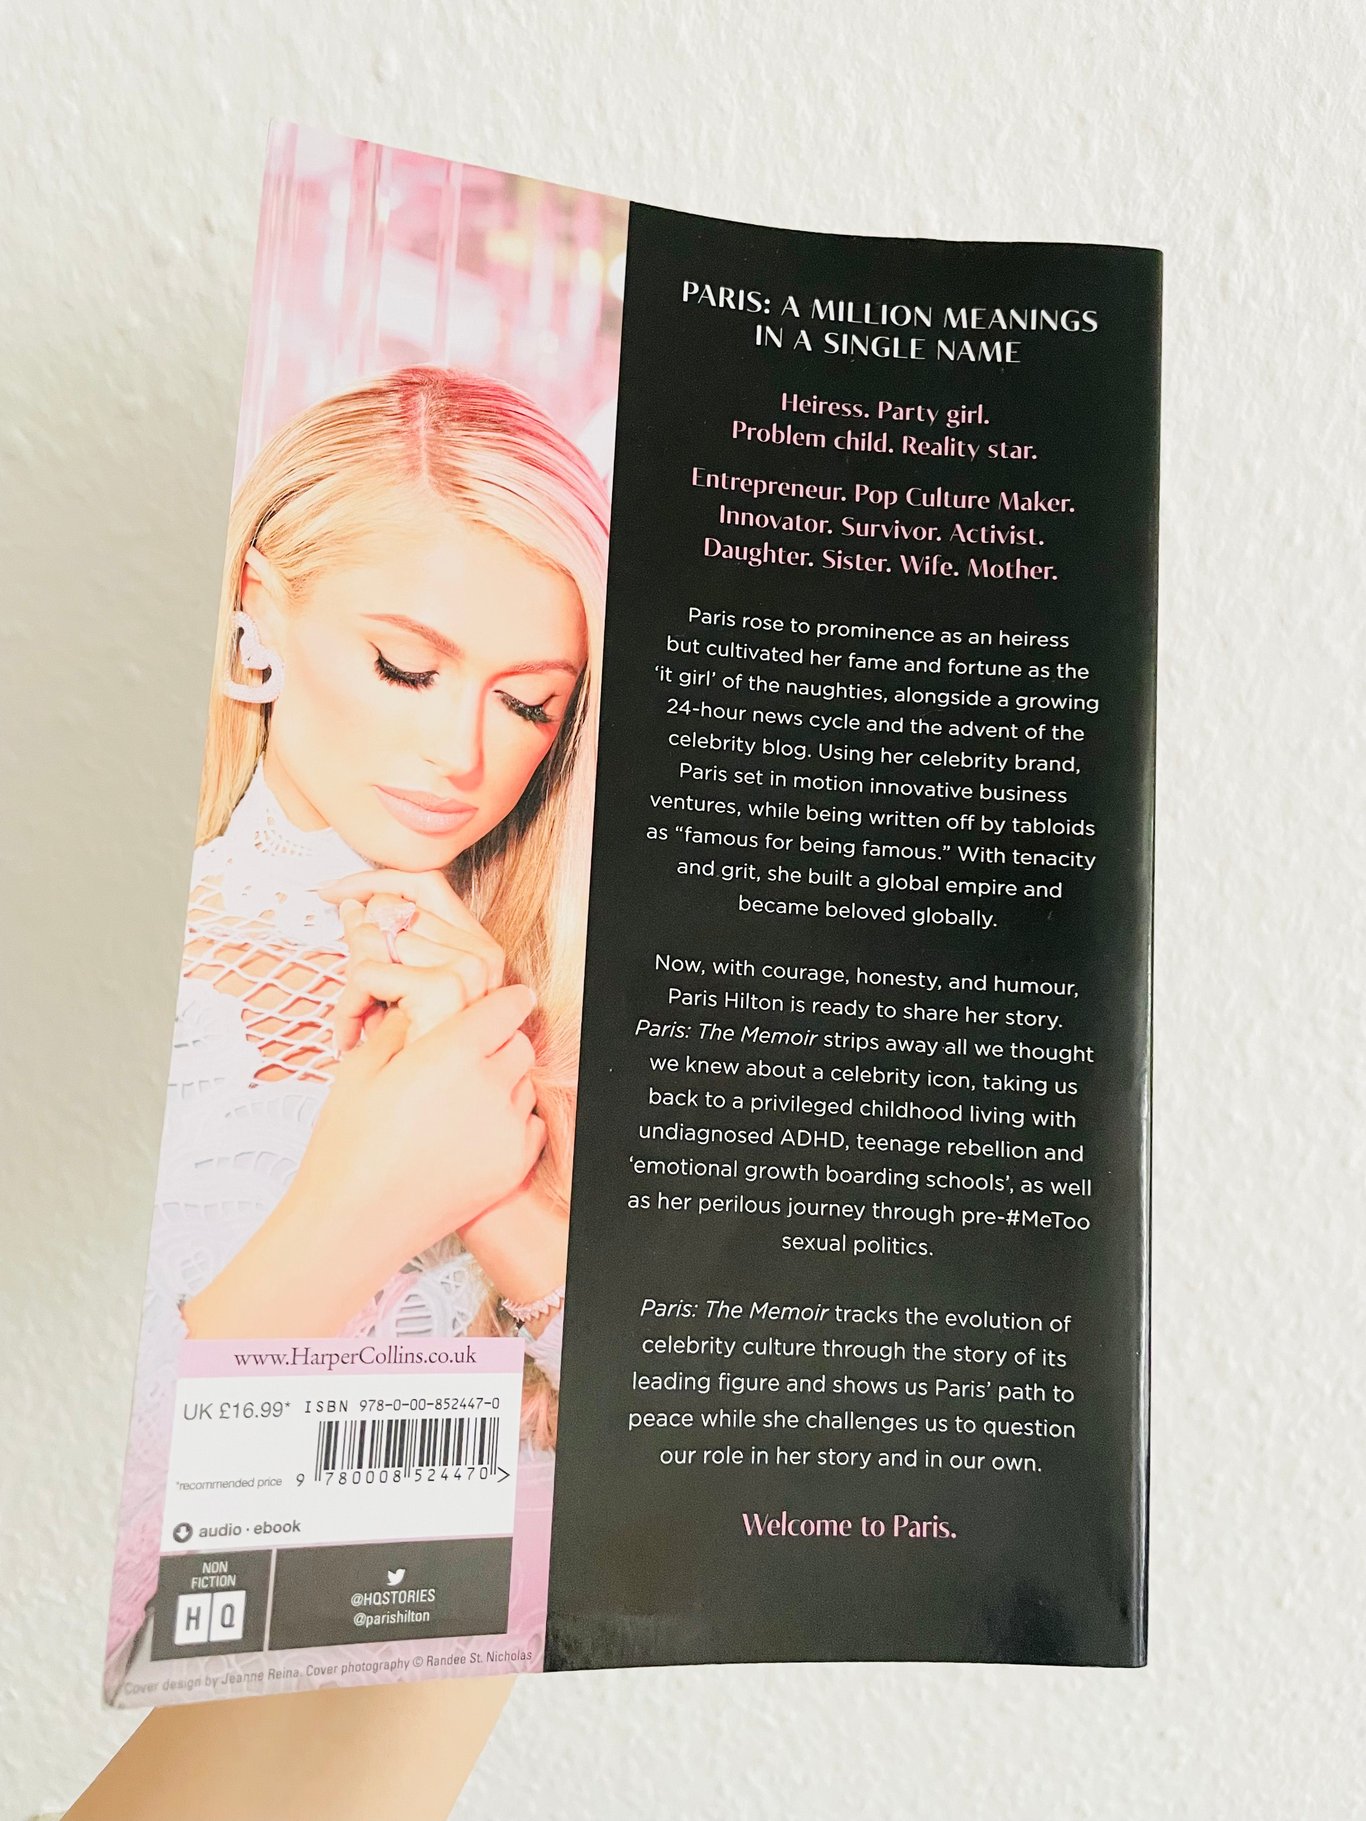 PARIS: A MILLION MEANINGS
IN A SINGLE NAME
Heiress. Party girl.
Problem child. Reality star.
Entrepreneur. Pop Culture Maker.
Innovator. Survivor. Activist.
Daughter. Sister. Wife. Mother.
Paris rose to prominence as an heiress
but cultivated her fame and fortune as the
‘it girl’ of the naughties, alongside a growing
24-hour news cycle and the advent of the
celebrity blog. Using her celebrity brand,
Paris set in motion innovative business
ventures, while being written off by tabloids
as “famous for being famous.” With tenacity
and grit, she built a global empire and
became beloved globally.
Now, with courage, honesty, and humour,
Paris Hilton is ready to share her story.
Paris: The Memoir strips away all we thought
we knew about a celebrity icon, taking us
back to a privileged childhood living with
undiagnosed ADHD, teenage rebellion and
‘emotional growth boarding schools’, as well
as her perilous journey through pre-#MeToo
sexual politics.
Paris: The Memoir tracks the evolution of
celebrity culture through the story of its
leading figure and shows us Paris’ path to
peace while she challenges us to question
our role in her story and in our own.
Welcome to Paris.
www.HarperCollins.co.uk
UK £16.99* ISBN 978-0-00-852447-0
*recommended price 9 780008 524470 >
audio · ebook
NON
FICTION
HQ
@HQSTORIES
@parishilton
Cover design by Jeanne Reina. Cover photography © Randee St. Nicholas